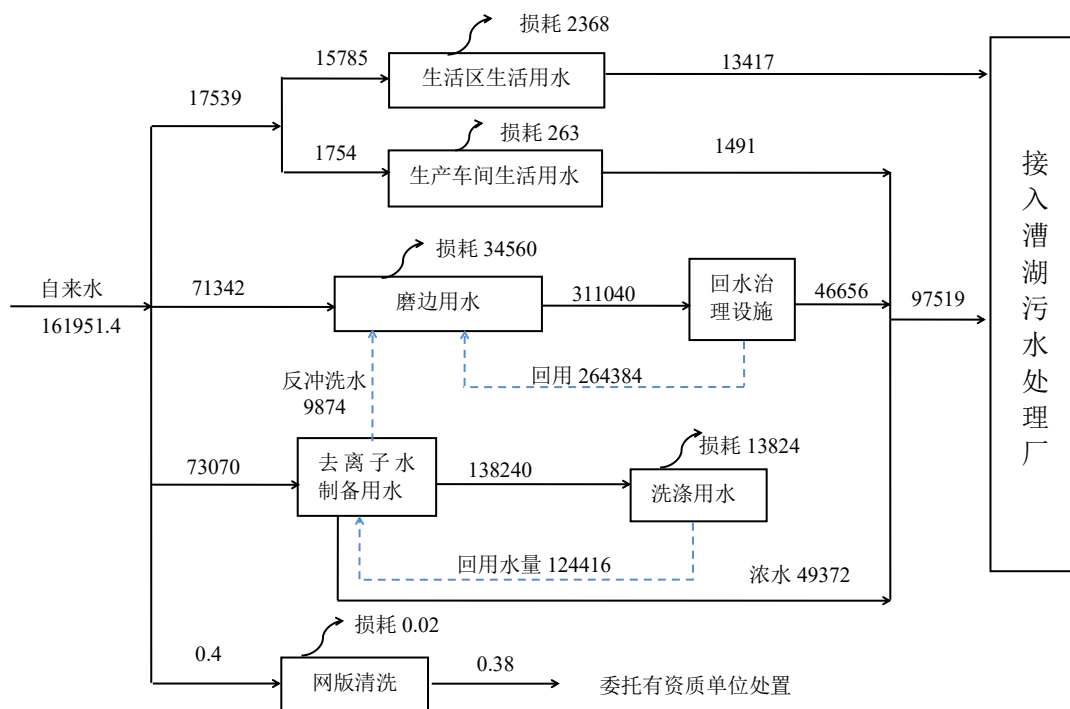 损耗 2368
15785
生活区生活用水
13417
17539
损耗 263
1754
生产车间生活用水
1491
接入漕湖污水处理厂
自来水
161951.4
71342
损耗 34560
磨边用水
311040
回水治
理设施
46656
97519
反冲洗水
9874
回用 264384
73070
去离子水
制备用水
138240
损耗 13824
洗涤用水
回用水量 124416
浓水 49372
0.4
损耗 0.02
网版清洗
0.38
委托有资质单位处置